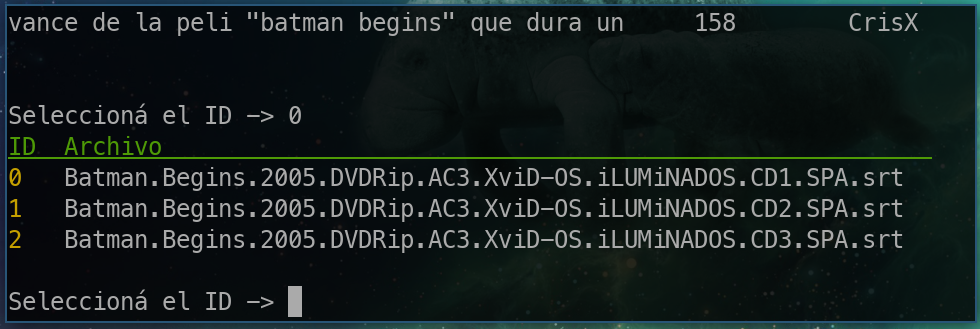 vance de la peli "batman begins" que dura un     158        CrisX
Seleccioná el ID -> 0
ID  Archivo
0   Batman.Begins.2005.DVDRip.AC3.XviD-OS.iLUMiNADOS.CD1.SPA.srt
1   Batman.Begins.2005.DVDRip.AC3.XviD-OS.iLUMiNADOS.CD2.SPA.srt
2   Batman.Begins.2005.DVDRip.AC3.XviD-OS.iLUMiNADOS.CD3.SPA.srt
Seleccioná el ID ->